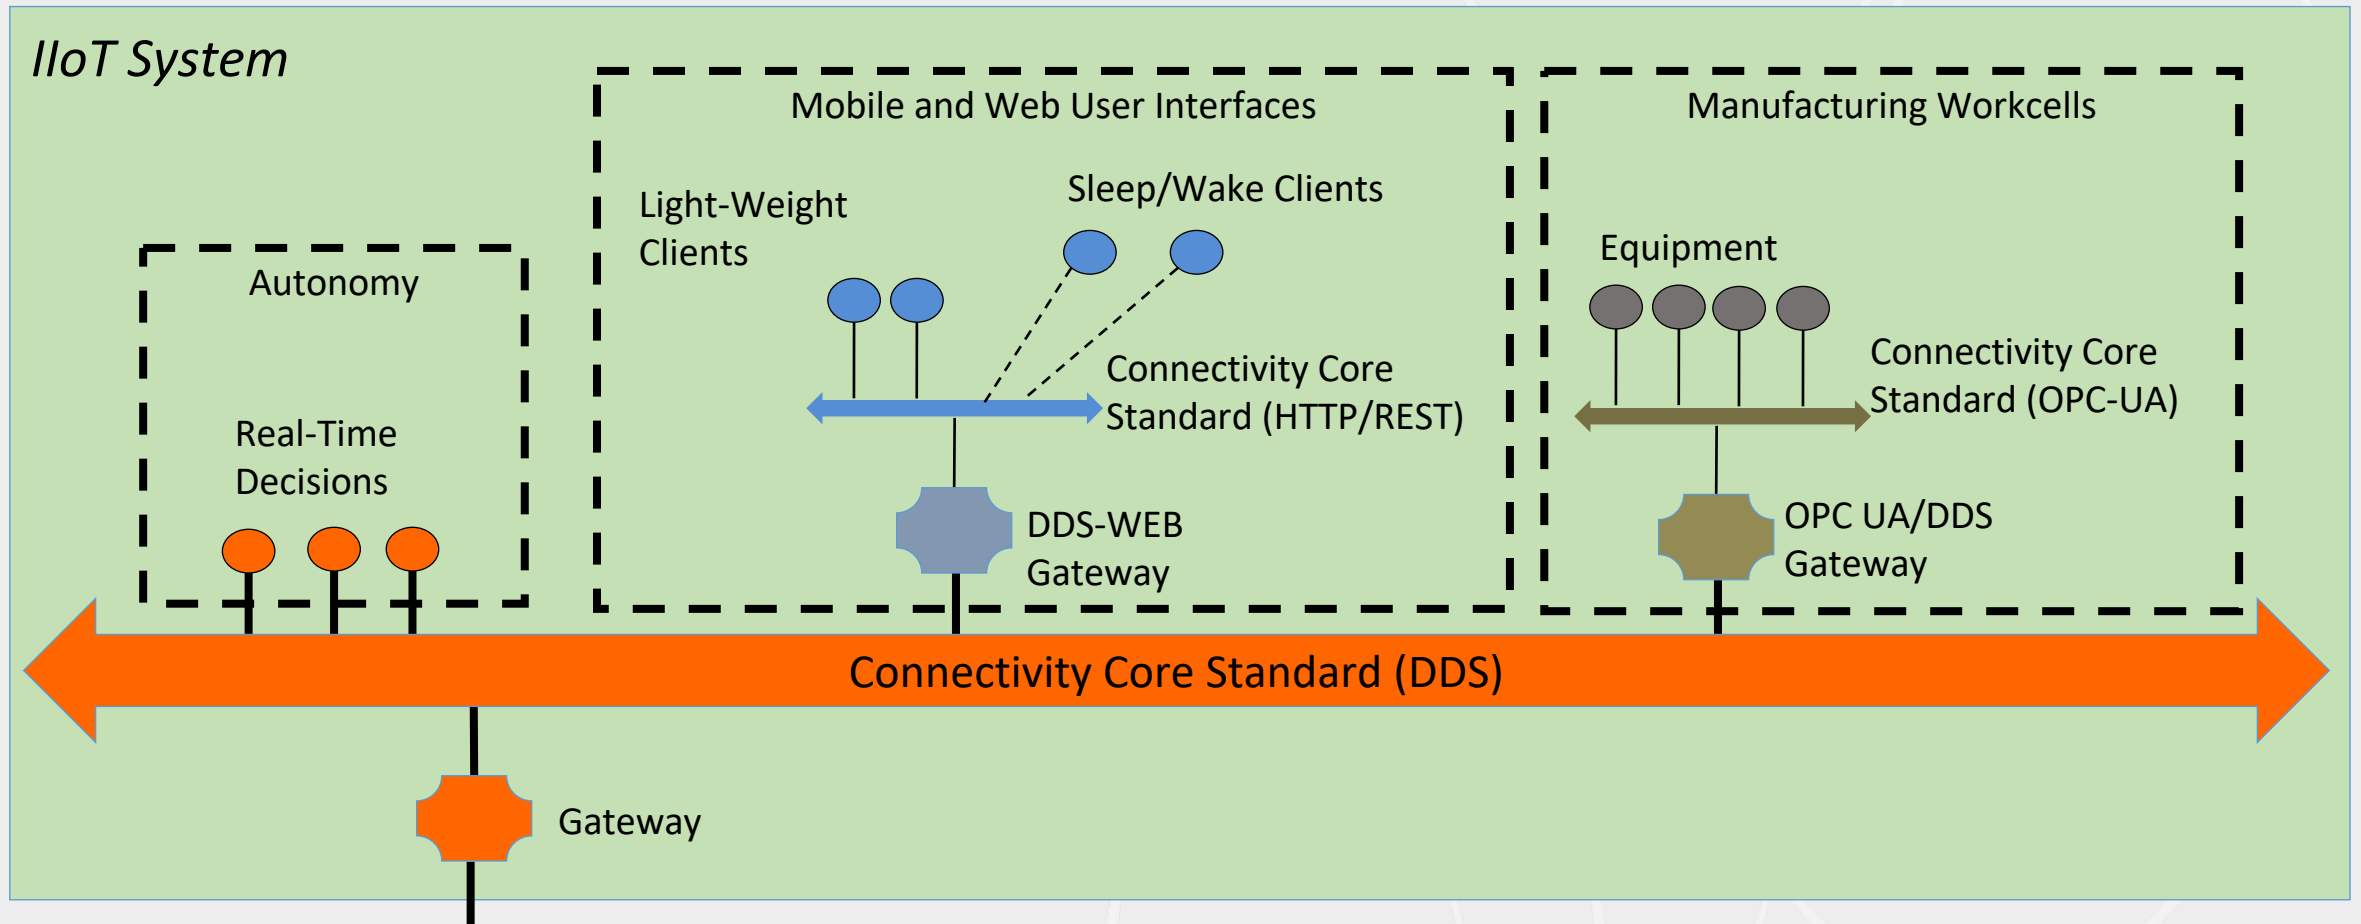 IIoT System
Mobile and Web User Interfaces
Manufacturing Workcells
Light-Weight
Clients
Sleep/Wake Clients
Equipment
Autonomy
Connectivity Core
Standard (HTTP/REST)
Connectivity Core
Standard (OPC-UA)
Real-Time
Decisions
DDS-WEB
Gateway
OPC UA/DDS
Gateway
Connectivity Core Standard (DDS)
Gateway